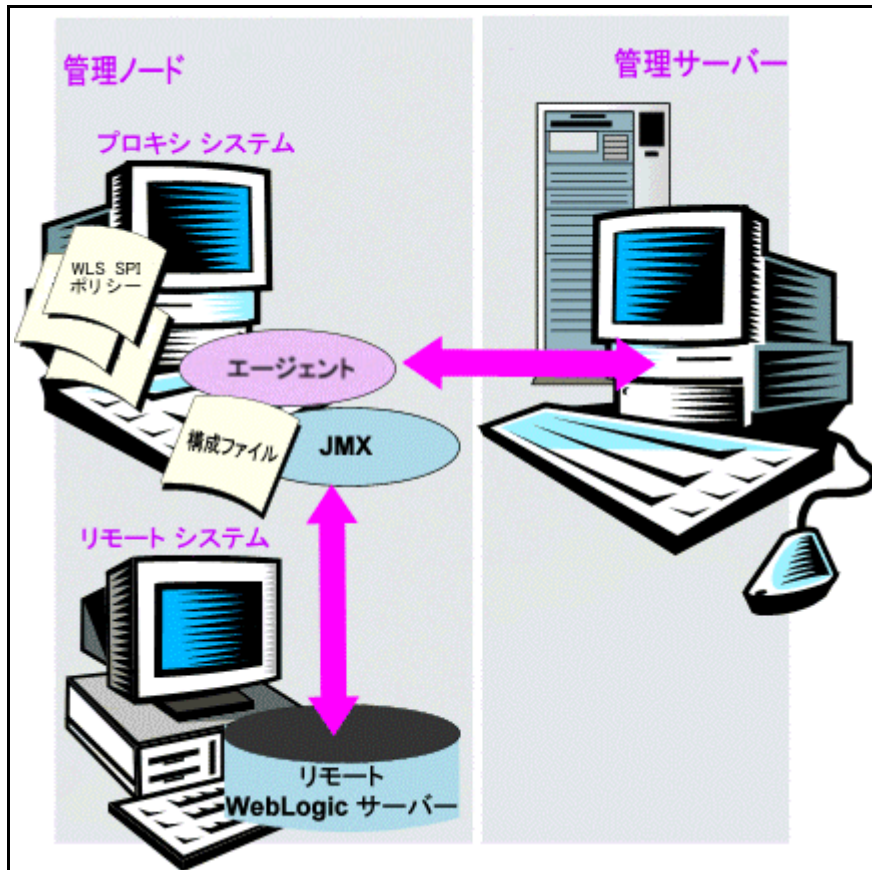 管理ノード
管理サーバー
プロキシ システム
WLS SPI
ポリシー
エージェント
構成ファイル
JMX
リモート システム
リモート
WebLogic サーバー